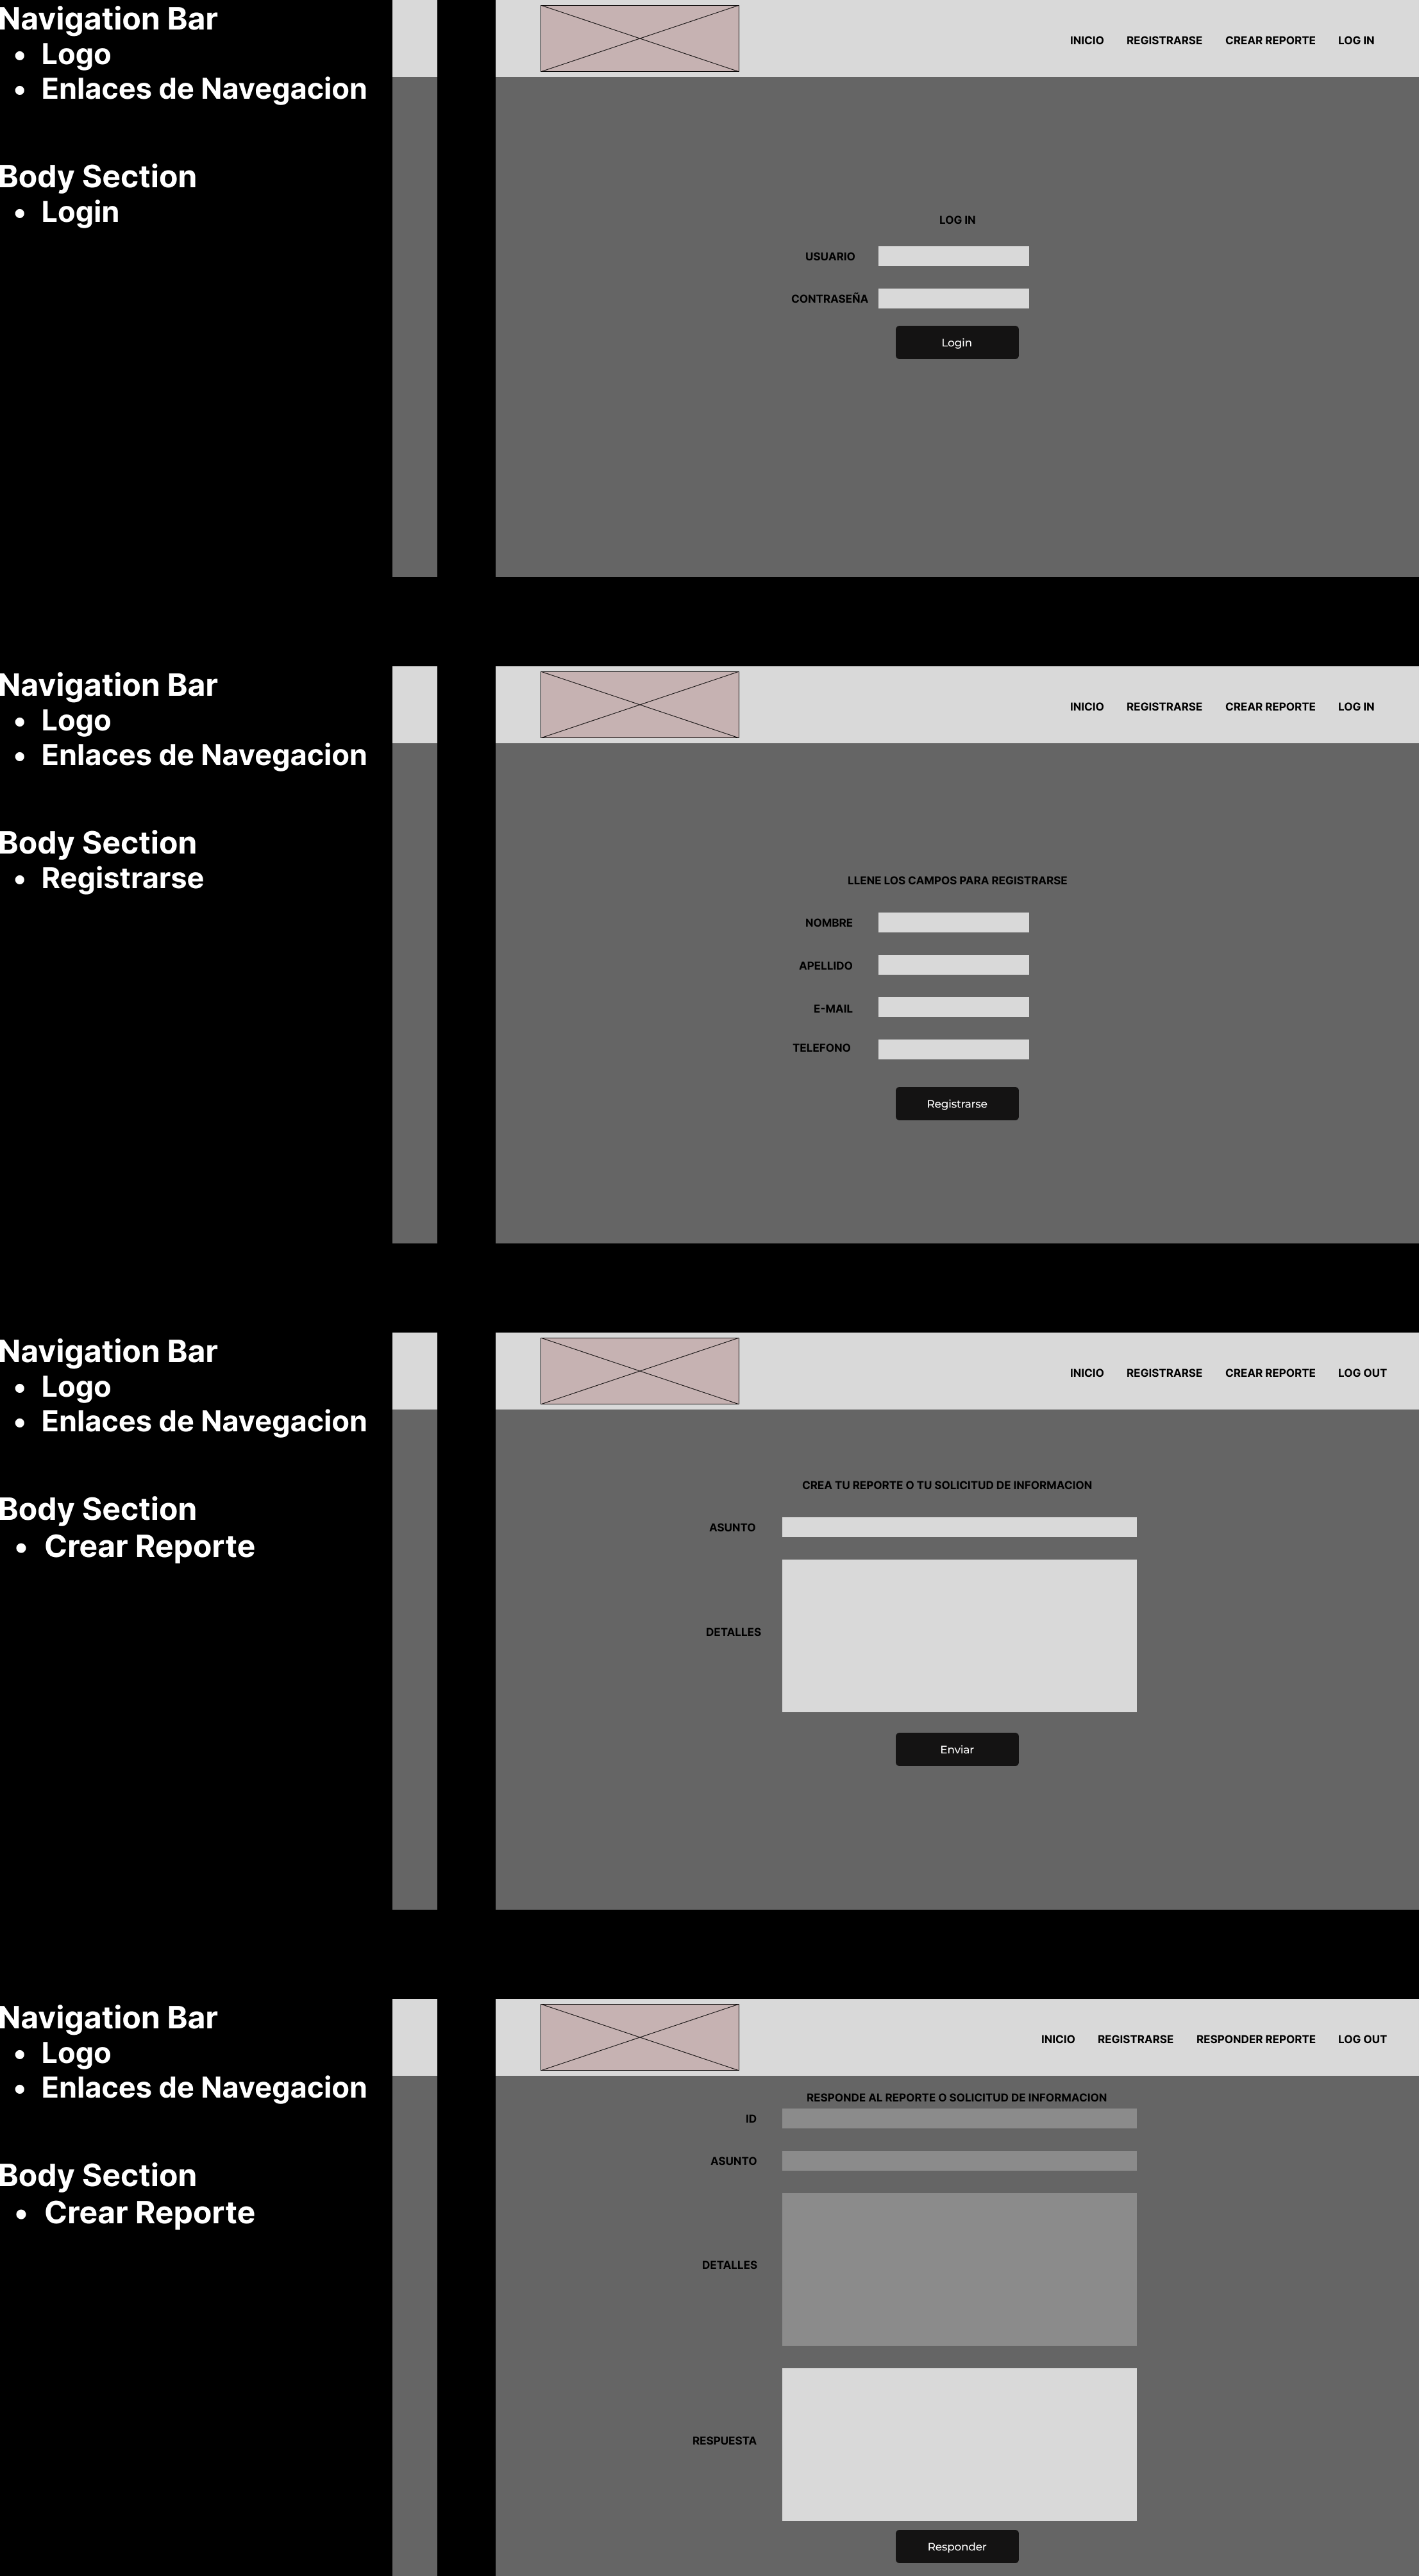 Navigation Bar
• Logo
• Enlaces de Navegacion
Body Section
• Login
INICIO REGISTRARSE CREAR REPORTE LOG IN
LOG IN
USUARIO
CONTRASEÑA
Login
Navigation Bar
• Logo
• Enlaces de Navegacion
Body Section
• Registrarse
INICIO REGISTRARSE CREAR REPORTE LOG IN
LLENE LOS CAMPOS PARA REGISTRARSE
NOMBRE
APELLIDO
E-MAIL
TELEFONO
Registrarse
Navigation Bar
• Logo
• Enlaces de Navegacion
Body Section
• Crear Reporte
INICIO REGISTRARSE CREAR REPORTE LOG OUT
CREA TU REPORTE O TU SOLICITUD DE INFORMACION
ASUNTO
DETALLES
Enviar
Navigation Bar
• Logo
• Enlaces de Navegacion
Body Section
• Crear Reporte
INICIO REGISTRARSE RESPONDER REPORTE LOG OUT
RESPONDE AL REPORTE O SOLICITUD DE INFORMACION
ID
ASUNTO
DETALLES
RESPUESTA
Responder